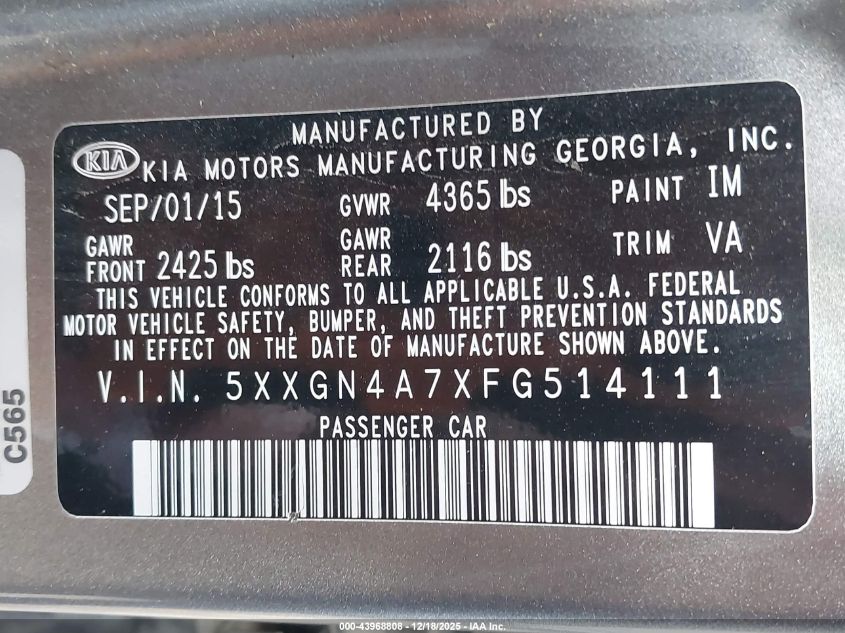 MANUFACTURED BY
KIA KIA MOTORS MANUFACTURING GEORGIA, INC.
SEP/01/15 GVWR 4365 lbs PAINT IM
GAWR FRONT 2425 lbs GAWR REAR 2116 lbs TRIM VA
THIS VEHICLE CONFORMS TO ALL APPLICABLE U.S.A. FEDERAL
MOTOR VEHICLE SAFETY, BUMPER, AND THEFT PREVENTION STANDARDS
IN EFFECT ON THE DATE OF MANUFACTURE SHOWN ABOVE.
V.I.N. 5XXGN4A7XFG514111
PASSENGER CAR
C565
000-43968808 - 12/18/2025 - IAA Inc.